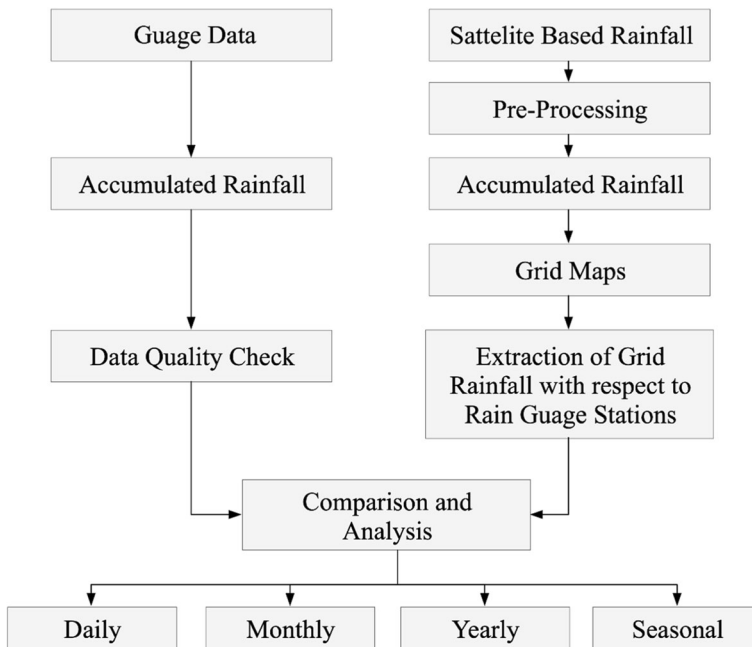 Guage Data
Sattelite Based Rainfall
Pre-Processing
Accumulated Rainfall
Accumulated Rainfall
Grid Maps
Data Quality Check
Extraction of Grid
Rainfall with respect to
Rain Guage Stations
Comparison and
Analysis
Daily
Monthly
Yearly
Seasonal